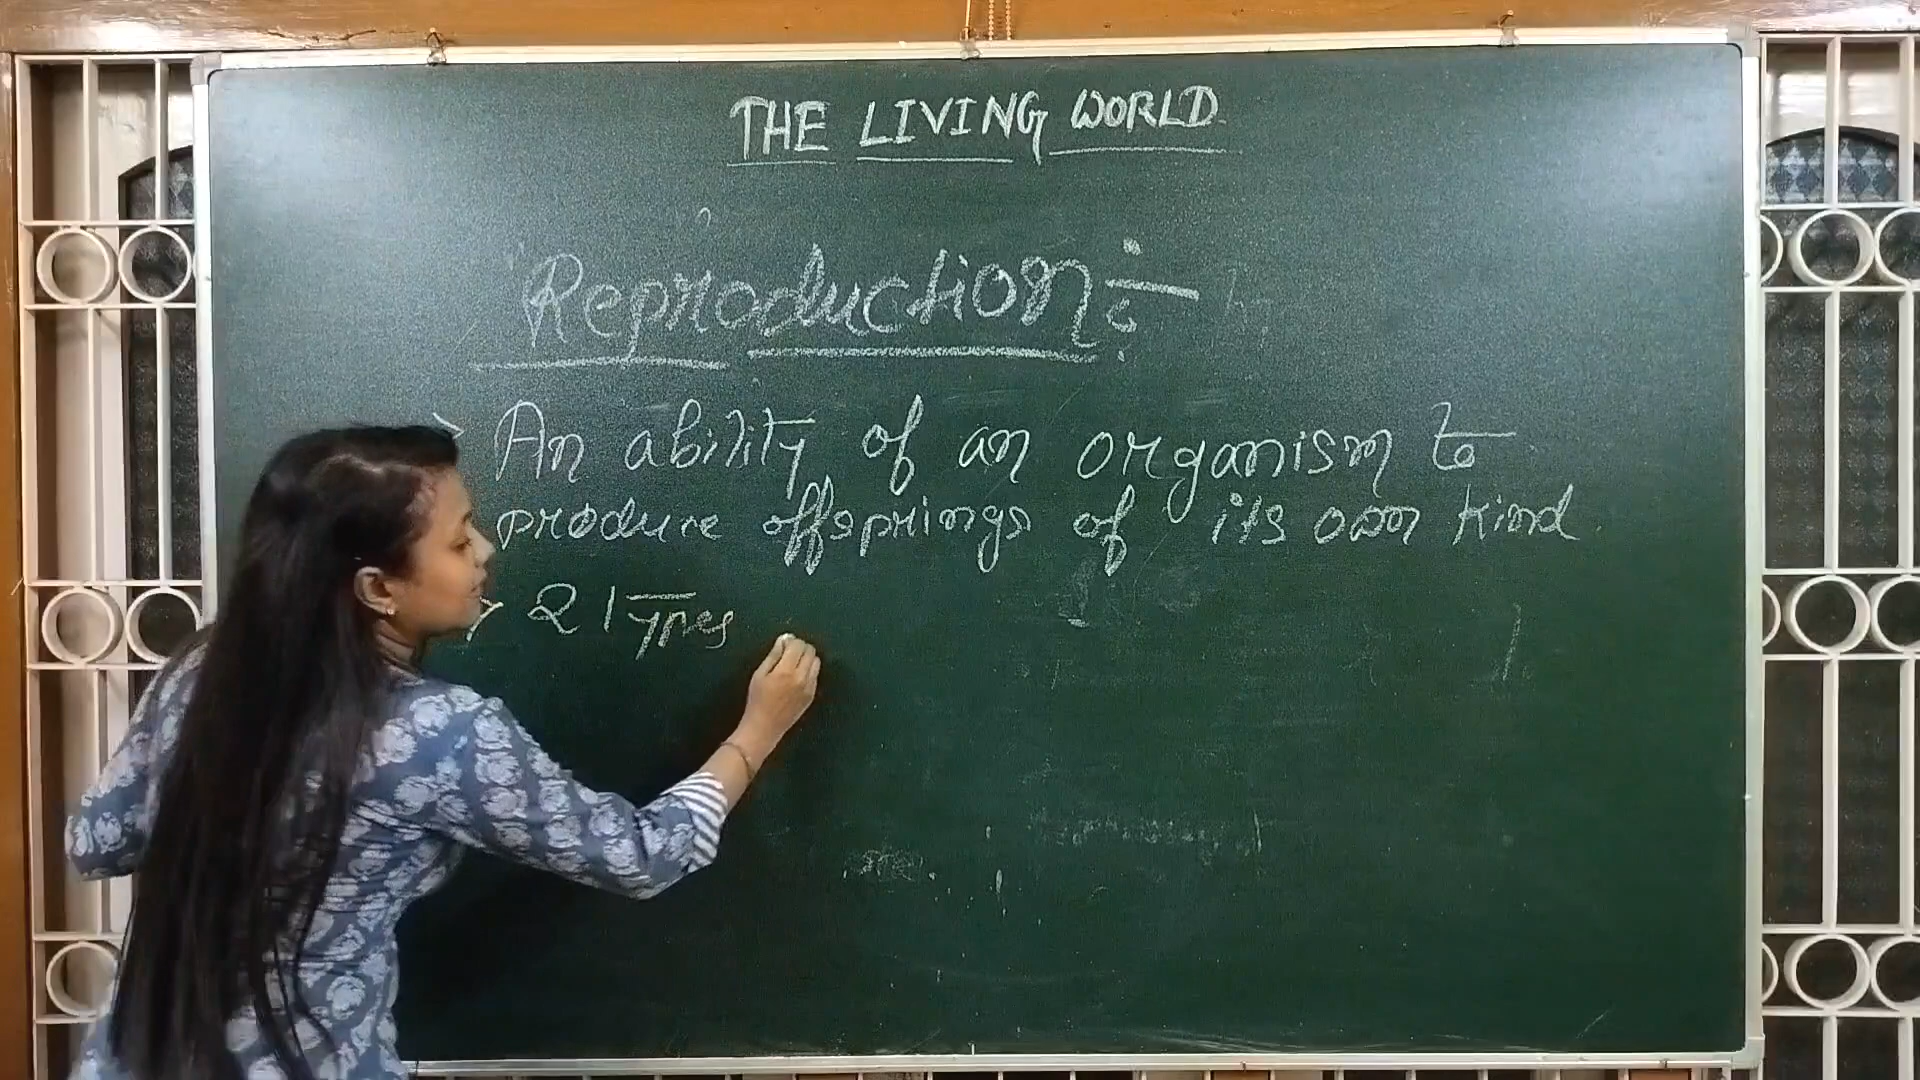 THE LIVING WORLD
Reproduction:-
> An ability of an organism to
produce offsprings of its own kind.
> 2 Types